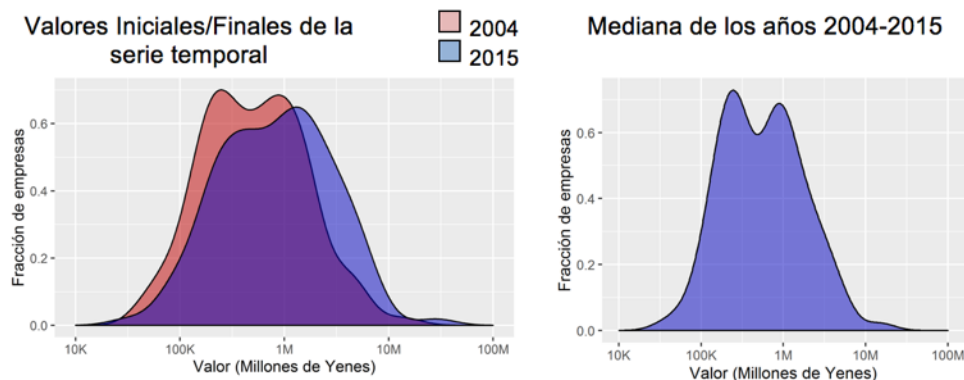 Valores Iniciales/Finales de la
serie temporal
2004
2015
Fracción de empresas
0.6
0.4
0.2
0.0
10K 100K 1M 10M 100M
Valor (Millones de Yenes)
Mediana de los años 2004-2015
Fracción de empresas
0.6
0.4
0.2
0.0
10K 100K 1M 10M 100M
Valor (Millones de Yenes)